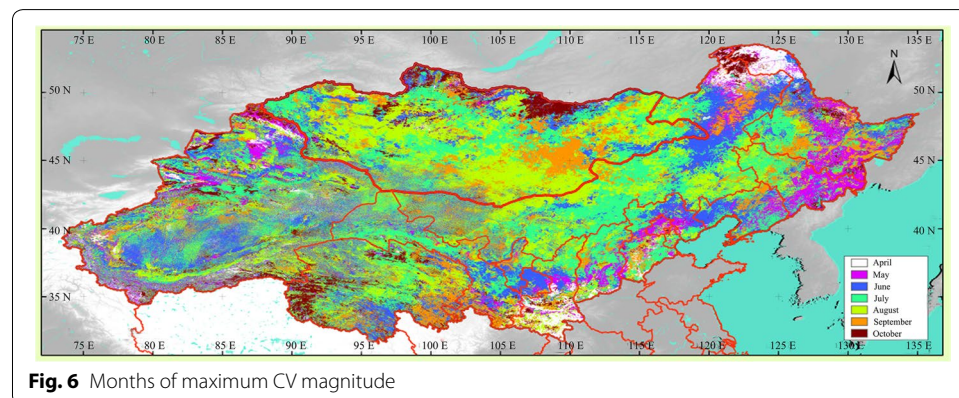 75 E 80 E 85 E 90 E 95 E 100 E 105 E 110 E 115 E 120 E 125 E 130 E 135 E
N
50 N 50 N
45 N 45 N
40 N 40 N
April
May
June
July
August
September
October
35 N 35 N
75 E 80 E 85 E 90 E 95 E 100 E 105 E 110 E 115 E 120 E 125 E 130 E 135 E
Fig. 6 Months of maximum CV magnitude